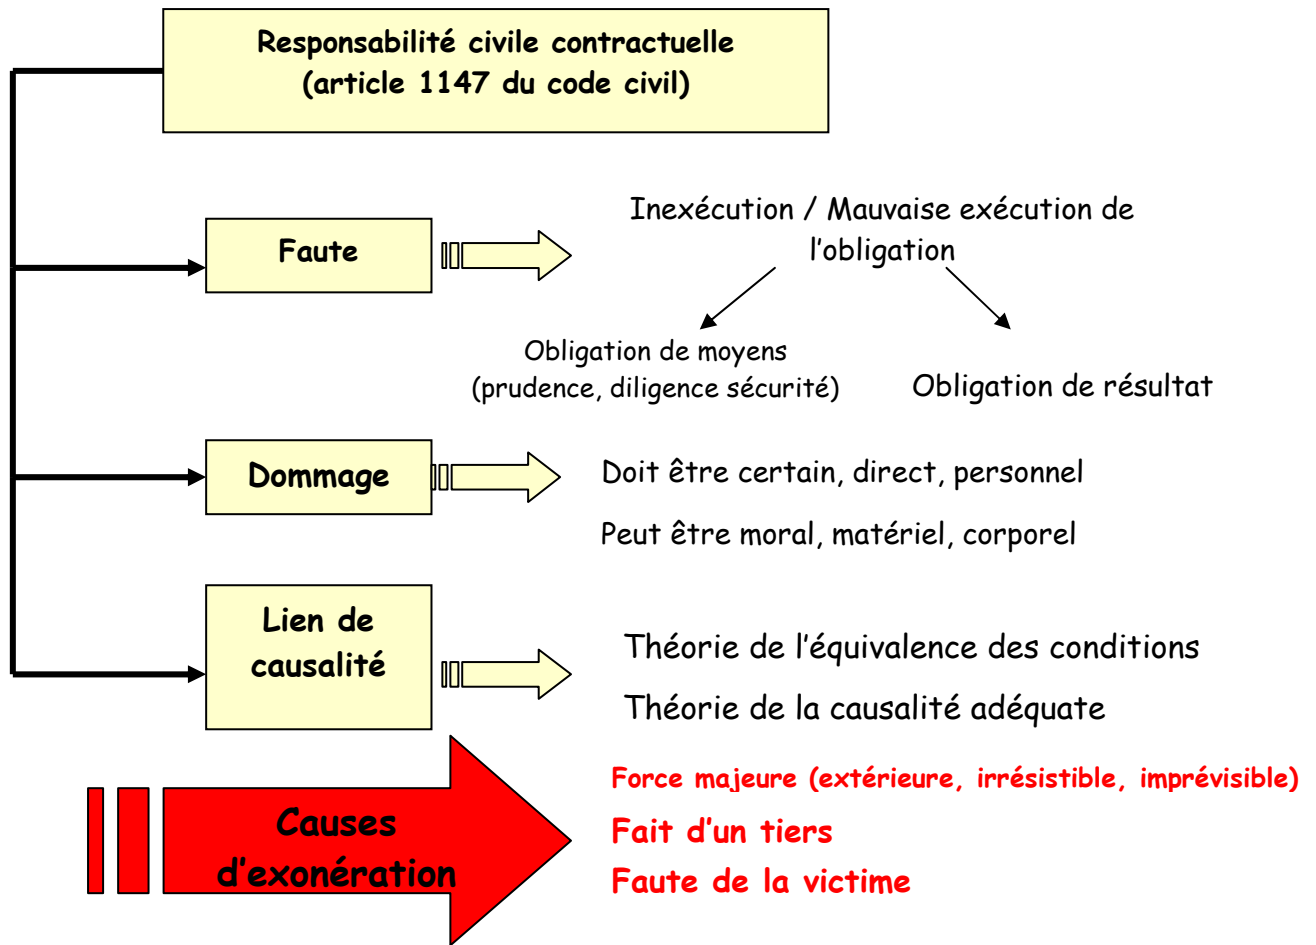 Responsabilité civile contractuelle
(article 1147 du code civil)
Faute
Inexécution / Mauvaise exécution de
l'obligation
Obligation de moyens
(prudence, diligence sécurité)
Obligation de résultat
Dommage
Doit être certain, direct, personnel
Peut être moral, matériel, corporel
Lien de
causalité
Théorie de l'équivalence des conditions
Théorie de la causalité adéquate
Causes
d'exonération
Force majeure (extérieure, irrésistible, imprévisible)
Fait d'un tiers
Faute de la victime